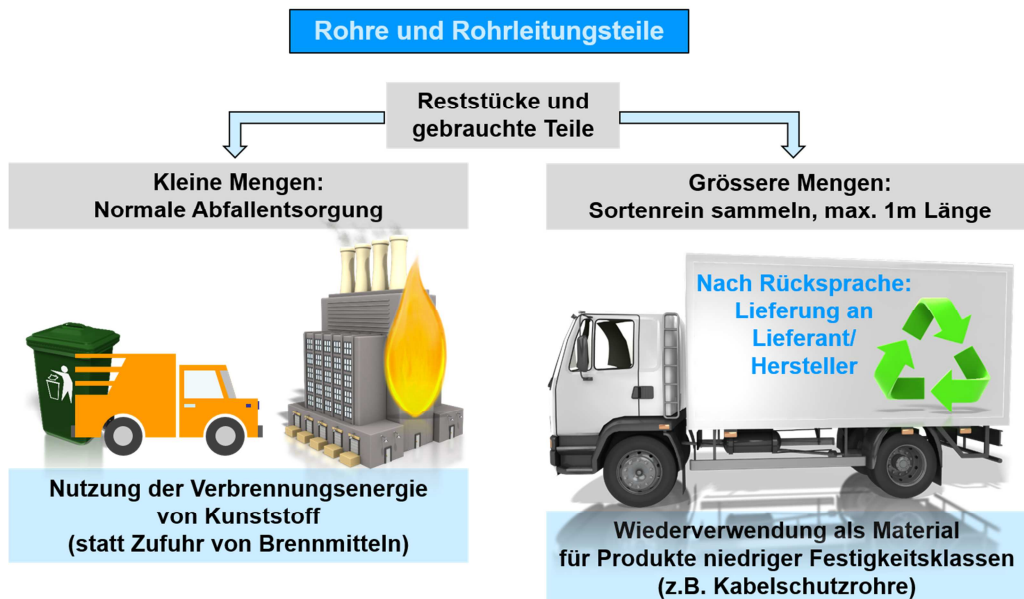 Rohre und Rohrleitungsteile
Reststücke und
gebrauchte Teile
Kleine Mengen:
Normale Abfallentsorgung
Grössere Mengen:
Sortenrein sammeln, max. 1m Länge
Nach Rücksprache:
Lieferung an
Lieferant/
Hersteller
Nutzung der Verbrennungsenergie
von Kunststoff
(statt Zufuhr von Brennmitteln)
Wiederverwendung als Material
für Produkte niedriger Festigkeitsklassen
(z.B. Kabelschutzrohre)